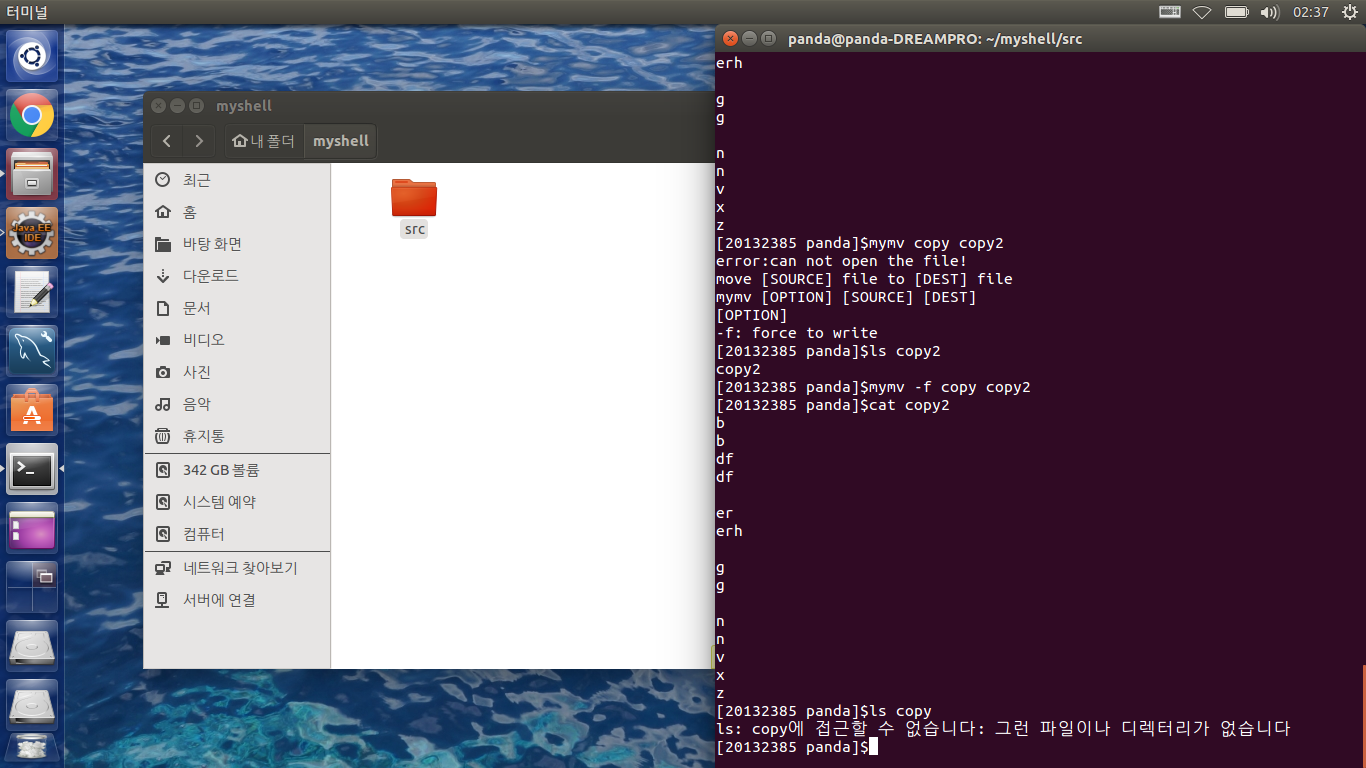 터미널
02:37
myshell
내 폴더
myshell
최근
홈
바탕 화면
다운로드
문서
비디오
사진
음악
휴지통
342 GB 볼륨
시스템 예약
컴퓨터
네트워크 찾아보기
서버에 연결
src
Java EE
IDE
panda@panda-DREAMPRO: ~/myshell/src
erh
g
g
n
n
v
x
z
[20132385 panda]$mymv copy copy2
error:can not open the file!
move [SOURCE] file to [DEST] file
mymv [OPTION] [SOURCE] [DEST]
[OPTION]
-f: force to write
[20132385 panda]$ls copy2
copy2
[20132385 panda]$mymv -f copy copy2
[20132385 panda]$cat copy2
b
b
df
df
er
erh
g
g
n
n
v
x
z
[20132385 panda]$ls copy
ls: copy에 접근할 수 없습니다: 그런 파일이나 디렉터리가 없습니다
[20132385 panda]$